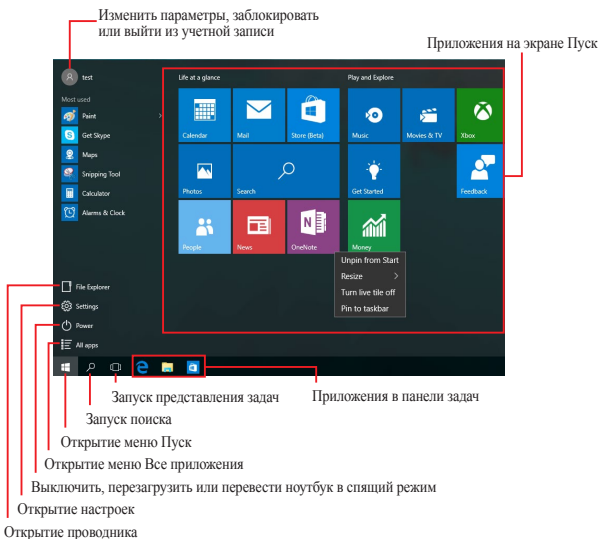 Изменить параметры, заблокировать
или выйти из учетной записи
Приложения на экране Пуск
test
Life at a glance
Play and Explore
Most used
Paint
Get Skype
Maps
Snipping Tool
Calculator
Alarms & Clock
Calendar
Mail
Store (Beta)
Music
Movies & TV
Xbox
Photos
Search
Get Started
Feedback
People
News
OneNote
Money
Unpin from Start
Resize
Turn live tile off
Pin to taskbar
File Explorer
Settings
Power
All apps
Запуск представления задач
Приложения в панели задач
Запуск поиска
Открытие меню Пуск
Открытие меню Все приложения
Выключить, перезагрузить или перевести ноутбук в спящий режим
Открытие настроек
Открытие проводника